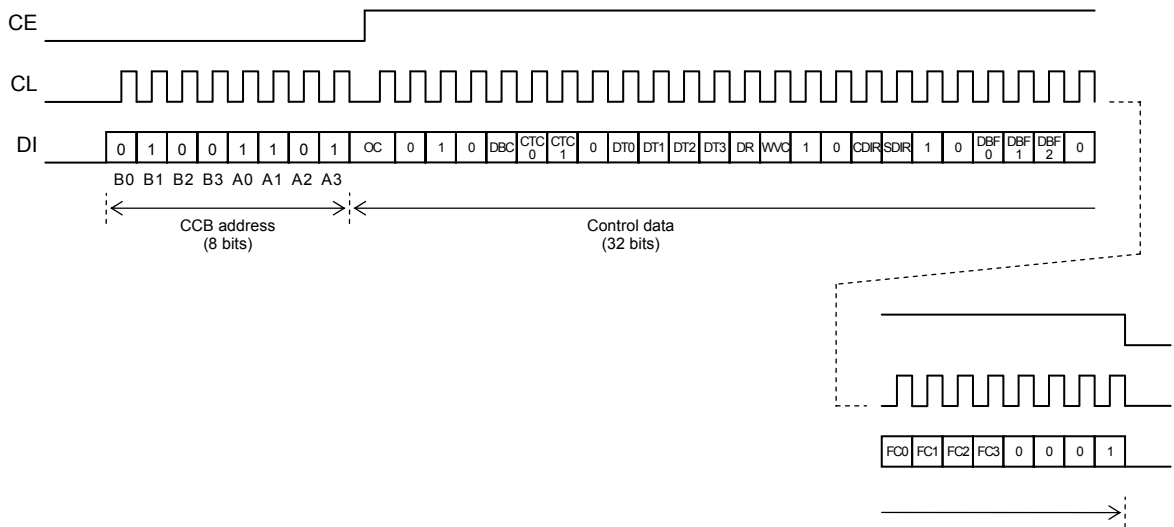 CE
CL
DI 0 1 0 0 1 1 0 1 OC 0 1 0 DBC CTC 0 CTC 1 0 DT0 DT1 DT2 DT3 DR WVC 1 0 CDIR SDIR 1 0 DBF 0 DBF 1 DBF 2 0
B0 B1 B2 B3 A0 A1 A2 A3
CCB address
(8 bits)
Control data
(32 bits)
FC0 FC1 FC2 FC3 0 0 0 1